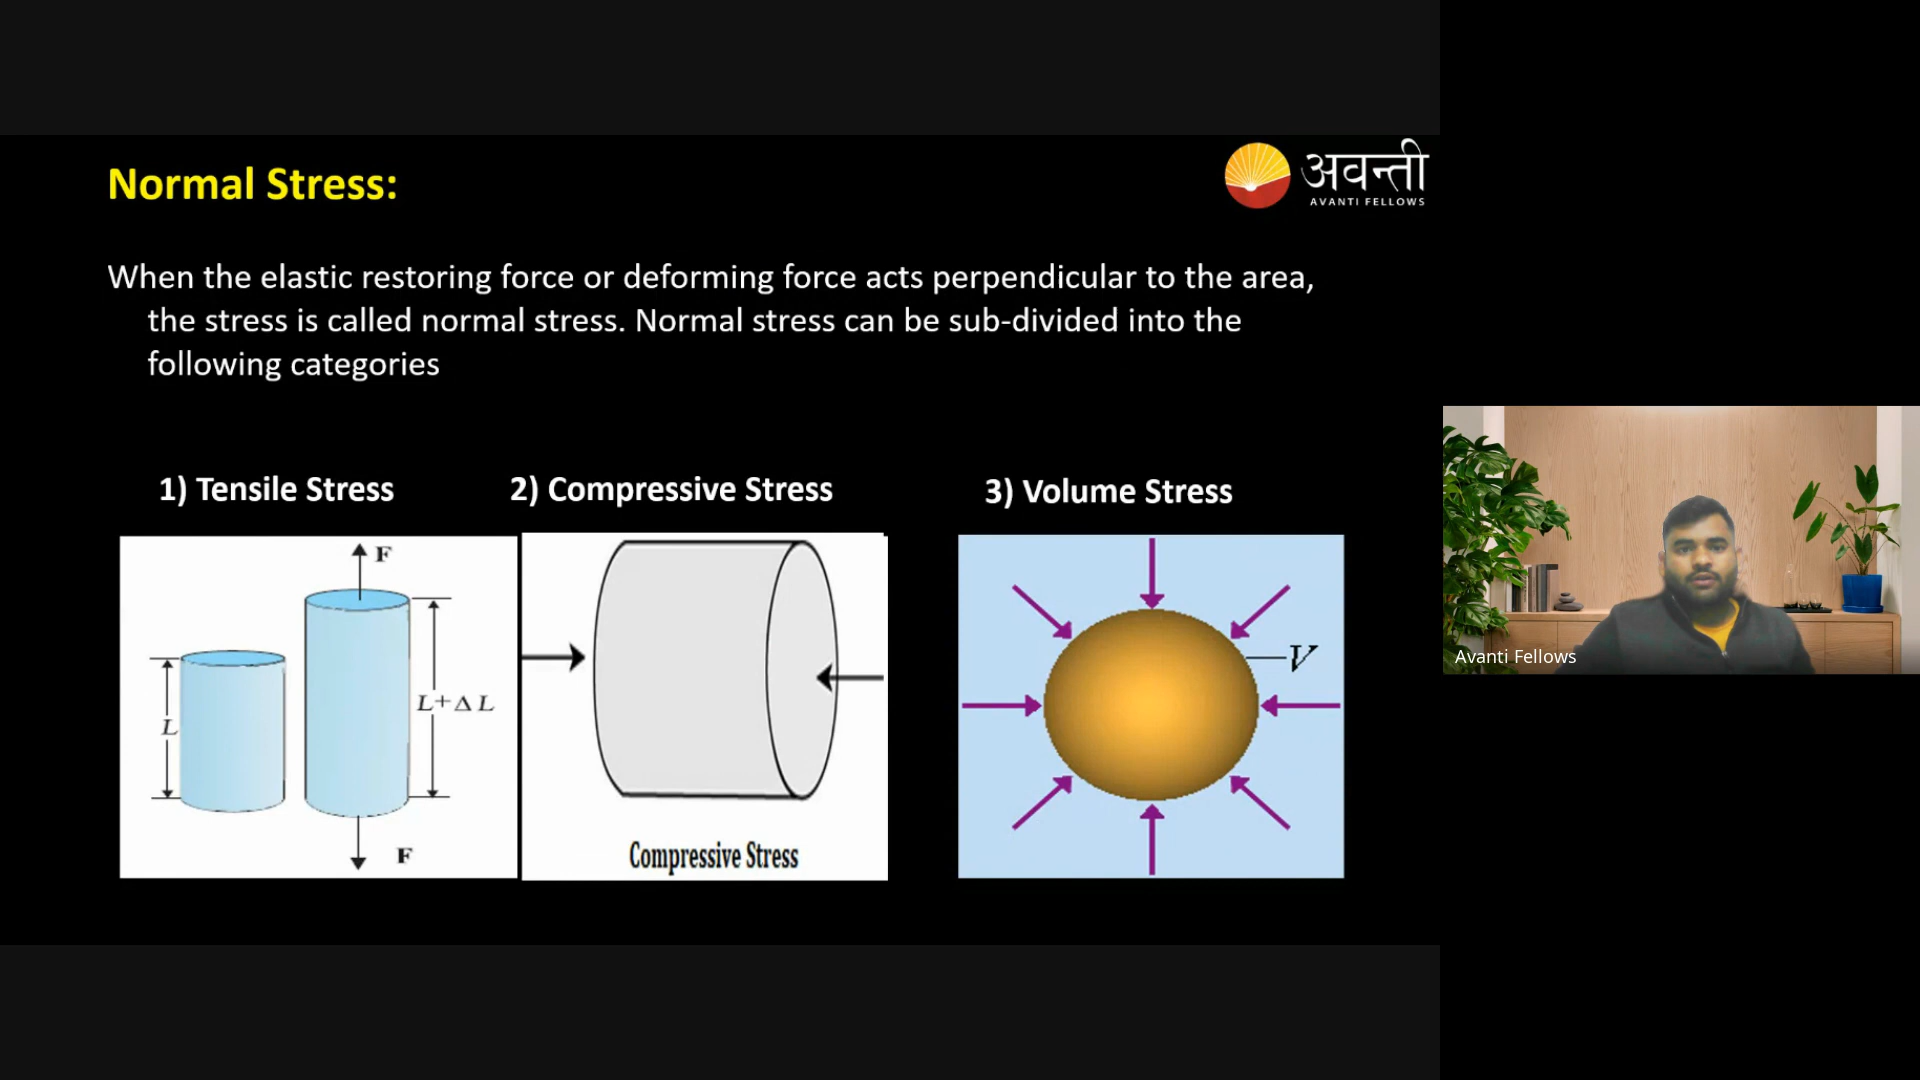 Normal Stress:
अवन्ती
AVANTI FELLOWS
When the elastic restoring force or deforming force acts perpendicular to the area,
the stress is called normal stress. Normal stress can be sub-divided into the
following categories
1) Tensile Stress
2) Compressive Stress
3) Volume Stress
F
L
L+ΔL
F
Compressive Stress
V
Avanti Fellows